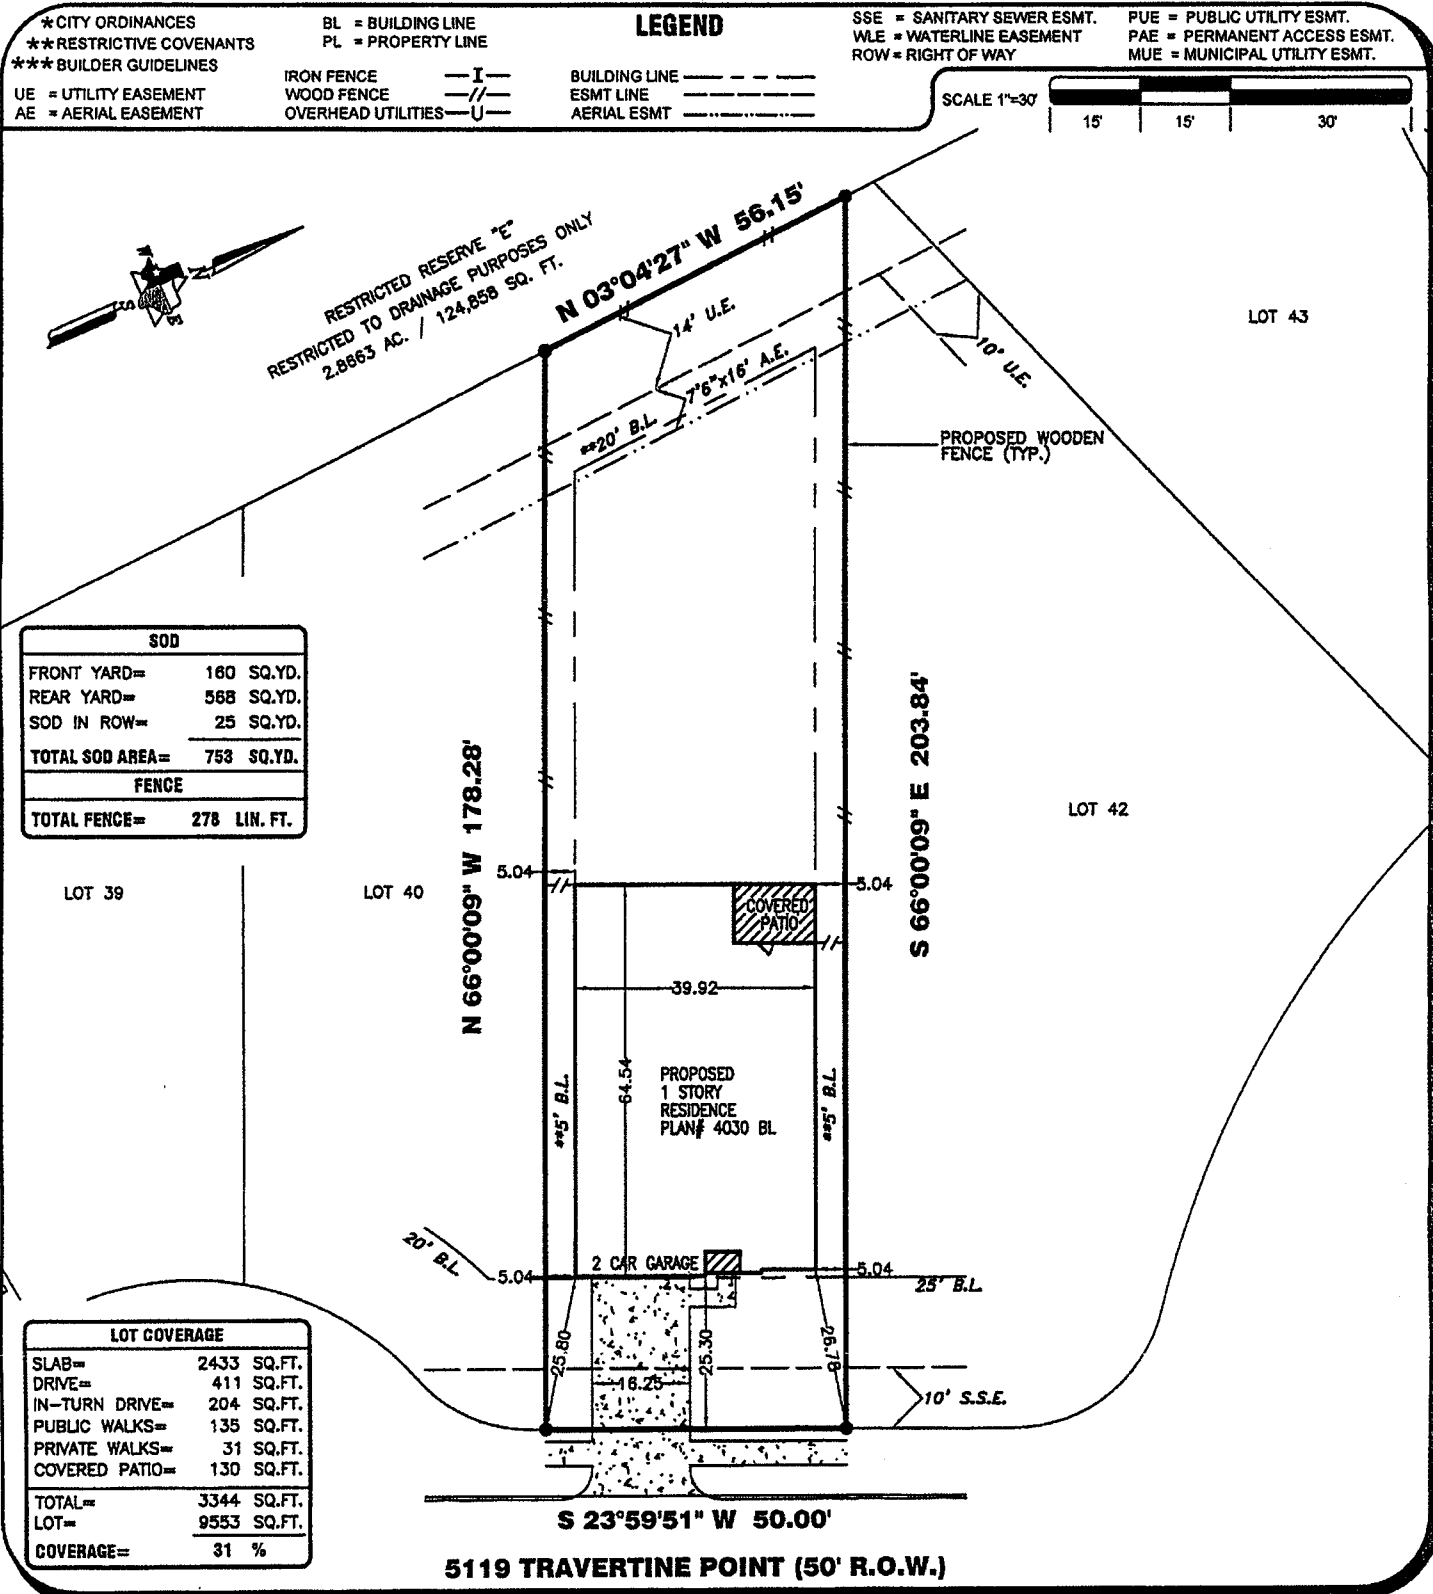 LEGEND
*CITY ORDINANCES
**RESTRICTIVE COVENANTS
***BUILDER GUIDELINES
UE = UTILITY EASEMENT
AE = AERIAL EASEMENT
BL = BUILDING LINE
PL = PROPERTY LINE
IRON FENCE —I—
WOOD FENCE —//—
OVERHEAD UTILITIES —U—
BUILDING LINE
ESMT LINE
AERIAL ESMT
SSE = SANITARY SEWER ESMT.
WLE = WATERLINE EASEMENT
ROW = RIGHT OF WAY
PUE = PUBLIC UTILITY ESMT.
PAE = PERMANENT ACCESS ESMT.
MUE = MUNICIPAL UTILITY ESMT.
SCALE 1"=30'
15' 15' 30'
N
S
RESTRICTED RESERVE "E"
RESTRICTED TO DRAINAGE PURPOSES ONLY
2.8663 AC. / 124,858 SQ. FT.
N 03°04'27" W 56.15'
14' U.E.
7'6"x16' A.E.
**20' B.L.
10' U.E.
LOT 43
PROPOSED WOODEN
FENCE (TYP.)
SOD
FRONT YARD= 160 SQ.YD.
REAR YARD= 568 SQ.YD.
SOD IN ROW= 25 SQ.YD.
TOTAL SOD AREA= 753 SQ.YD.
FENCE
TOTAL FENCE= 278 LIN. FT.
N 66°00'09" W 178.28'
S 66°00'09" E 203.84'
LOT 42
LOT 39
LOT 40
5.04
5.04
COVERED
PATIO
39.92
64.54
PROPOSED
1 STORY
RESIDENCE
PLAN# 4030 BL
**5' B.L.
**5' B.L.
20' B.L.
2 CAR GARAGE
5.04
5.04
25' B.L.
25.80
25.30
26.78
16.25
10' S.S.E.
LOT COVERAGE
SLAB= 2433 SQ.FT.
DRIVE= 411 SQ.FT.
IN-TURN DRIVE= 204 SQ.FT.
PUBLIC WALKS= 135 SQ.FT.
PRIVATE WALKS= 31 SQ.FT.
COVERED PATIO= 130 SQ.FT.
TOTAL= 3344 SQ.FT.
LOT= 9553 SQ.FT.
COVERAGE= 31 %
S 23°59'51" W 50.00'
5119 TRAVERTINE POINT (50' R.O.W.)